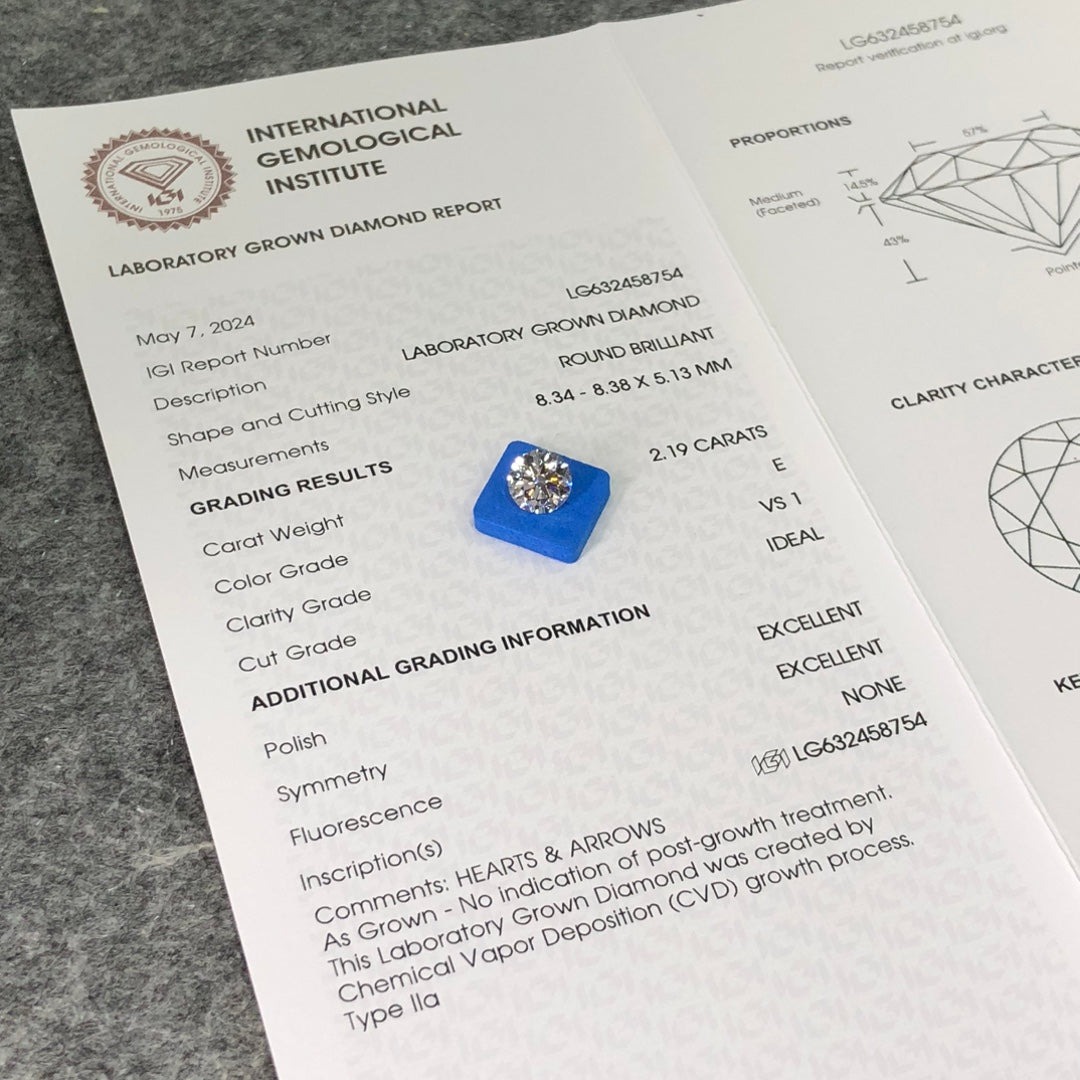 INTERNATIONAL GEMOLOGICAL INSTITUTE
IGI
1975
INTERNATIONAL
GEMOLOGICAL
INSTITUTE
LABORATORY GROWN DIAMOND REPORT
May 7, 2024
IGI Report Number LG632458754
Description LABORATORY GROWN DIAMOND
Shape and Cutting Style ROUND BRILLIANT
Measurements 8.34 - 8.38 X 5.13 MM
GRADING RESULTS
Carat Weight 2.19 CARATS
Color Grade E
Clarity Grade VS 1
Cut Grade IDEAL
ADDITIONAL GRADING INFORMATION
Polish EXCELLENT
Symmetry EXCELLENT
Fluorescence NONE
Inscription(s) IGI LG632458754
Comments: HEARTS & ARROWS
As Grown - No indication of post-growth treatment.
This Laboratory Grown Diamond was created by
Chemical Vapor Deposition (CVD) growth process.
Type IIa
LG632458754
Report verification at igi.org
PROPORTIONS
57%
14.5%
Medium
(Faceted)
43%
CLARITY